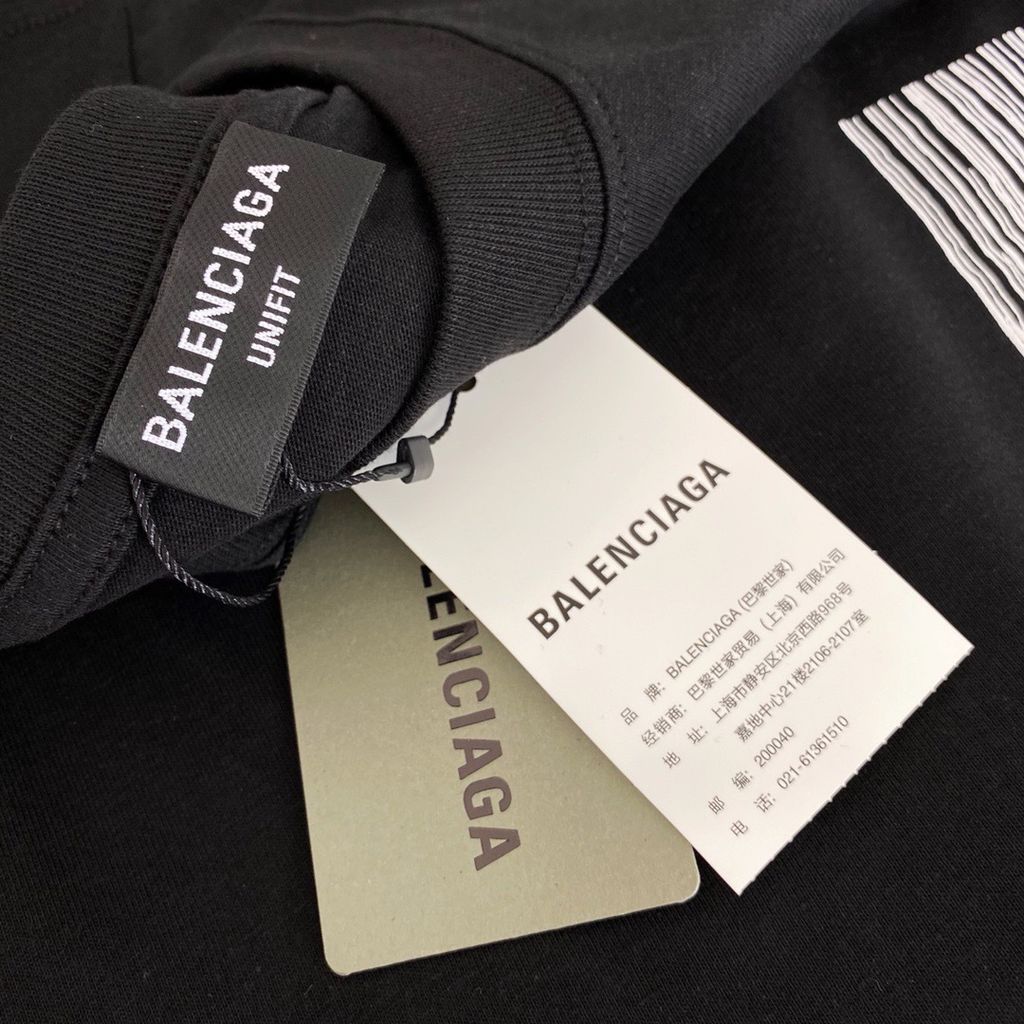 BALENCIAGA
UNIFIT
BALENCIAGA
品 牌: BALENCIAGA (巴黎世家)
经销商: 巴黎世家贸易 (上海) 有限公司
地 址: 上海市静安区北京西路968号
嘉地中心21楼2106-2107室
邮 编: 200040
电 话: 021-61361510
LENCIAGA